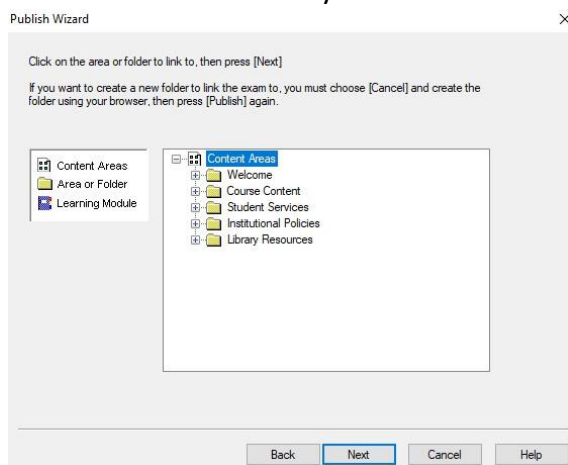 Publish Wizard
Click on the area or folder to link to, then press [Next]
If you want to create a new folder to link the exam to, you must choose [Cancel] and create the
folder using your browser, then press [Publish] again.
Content Areas
Area or Folder
Learning Module
Content Areas
Welcome
Course Content
Student Services
Institutional Policies
Library Resources
Back Next Cancel Help